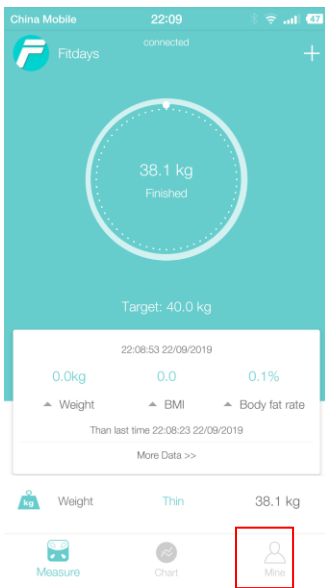 China Mobile 22:09 47
Fitdays connected +
38.1 kg
Finished
Target: 40.0 kg
22:08:53 22/09/2019
0.0kg 0.0 0.1%
Weight BMI Body fat rate
Than last time 22:08:23 22/09/2019
More Data >>
kg Weight Thin 38.1 kg
Measure Chart Mine